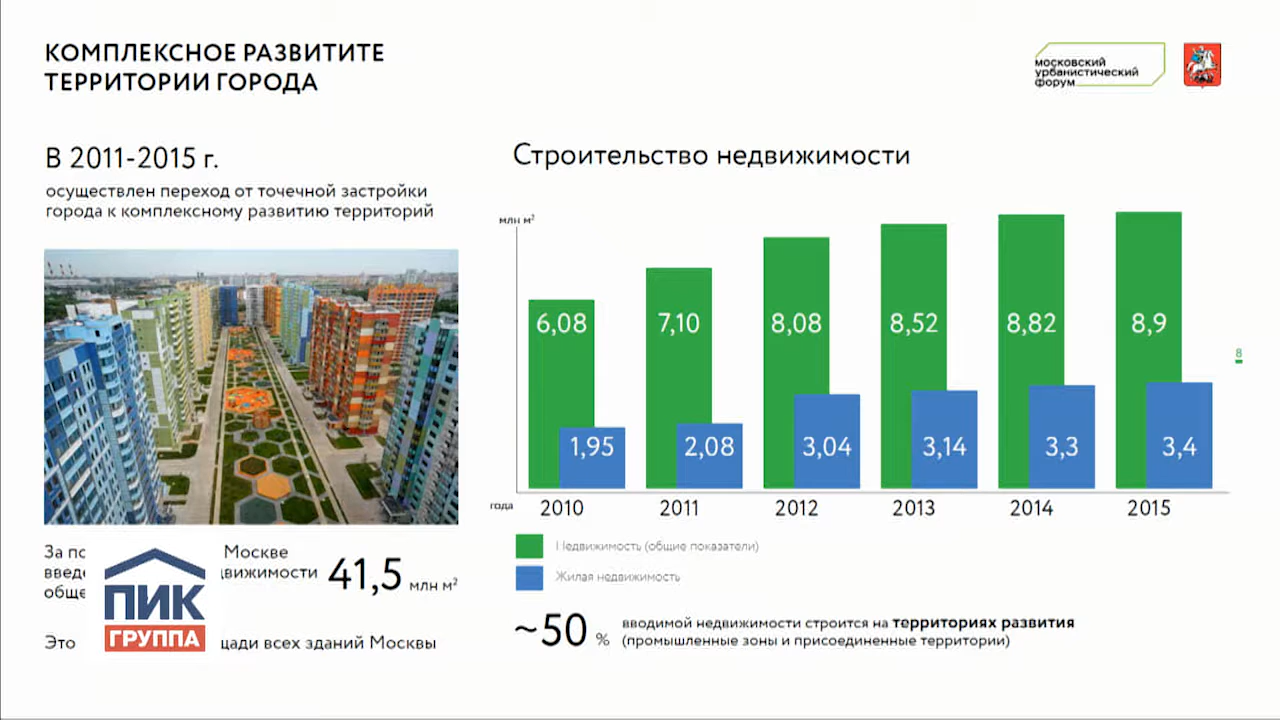 КОМПЛЕКСНОЕ РАЗВИТИТЕ
ТЕРРИТОРИИ ГОРОДА
московский
урбанистический
форум
В 2011-2015 г.
осуществлен переход от точечной застройки
города к комплексному развитию территорий
Строительство недвижимости
млн м²
6,08
7,10
8,08
8,52
8,82
8,9
8
1,95
2,08
3,04
3,14
3,3
3,4
года
2010
2011
2012
2013
2014
2015
Недвижимость (общие показатели)
Жилая недвижимость
За Москве
41,5 млн м²
ПИК
ГРУППА
Это всех зданий Москвы
~50 %
вводимой недвижимости строится на территориях развития
(промышленные зоны и присоединенные территории)